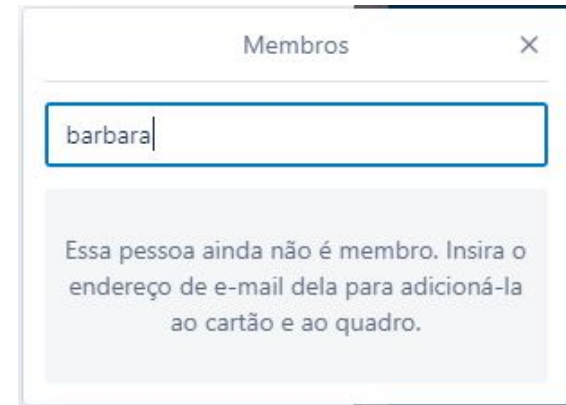 Membros
barbara
Essa pessoa ainda não é membro. Insira o
endereço de e-mail dela para adicioná-la
ao cartão e ao quadro.